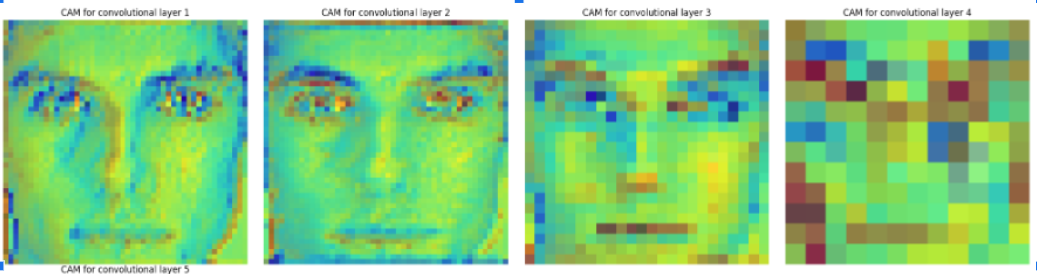 CAM for convolutional layer 1
CAM for convolutional layer 2
CAM for convolutional layer 3
CAM for convolutional layer 4
CAM for convolutional layer 5